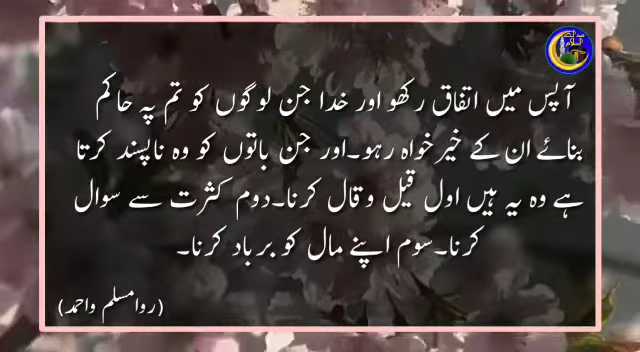 آپس میں اتفاق رکھو اور خدا جن لوگوں کو تم پہ حاکم
بنائے ان کے خیر خواہ رہو۔اور جن باتوں کو وہ ناپسند کرتا
ہے وہ یہ ہیں اول قیل و قال کرنا۔دوم کثرت سے سوال
کرنا۔سوم اپنے مال کو برباد کرنا۔
(روامسلم واحمد)